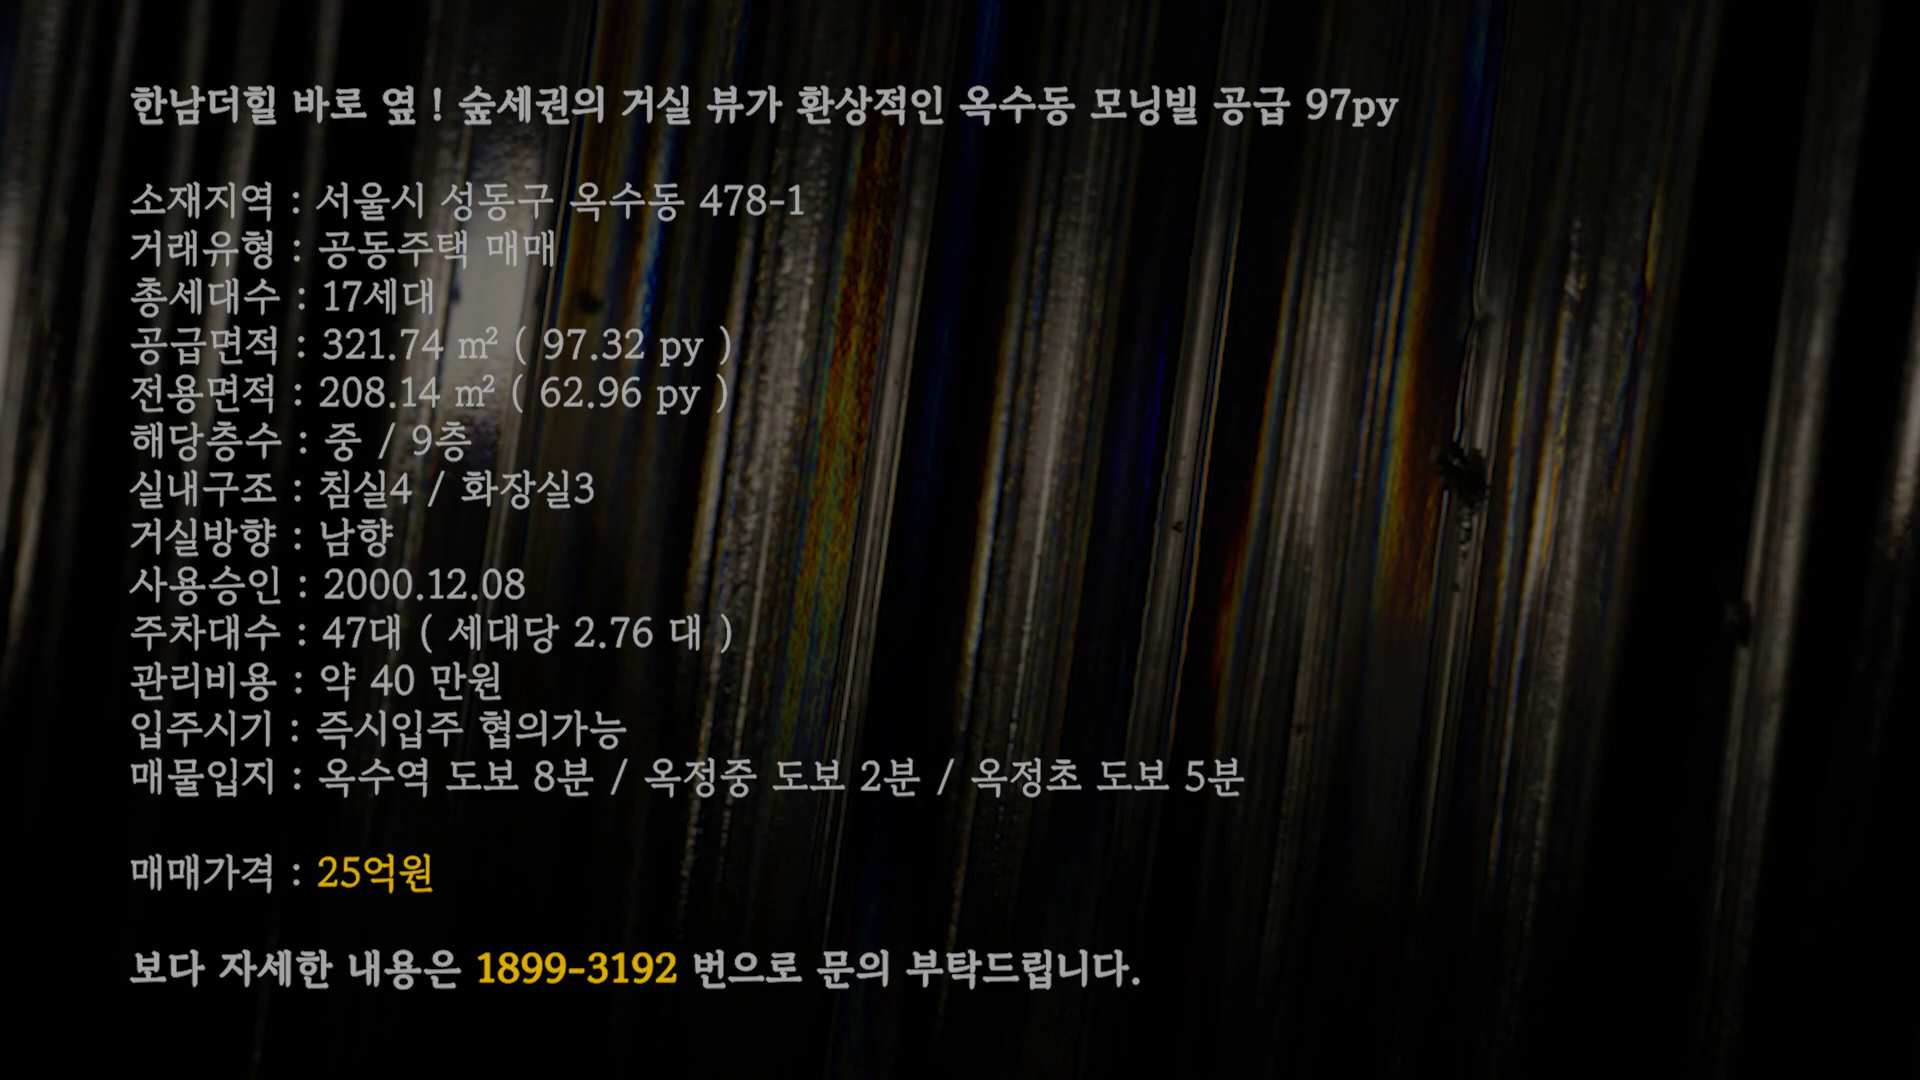 한남더힐 바로 옆 ! 숲세권의 거실 뷰가 환상적인 옥수동 모닝빌 공급 97py
소재지역 : 서울시 성동구 옥수동 478-1
거래유형 : 공동주택 매매
총세대수 : 17세대
공급면적 : 321.74 ㎡ ( 97.32 py )
전용면적 : 208.14 ㎡ ( 62.96 py )
해당층수 : 중 / 9층
실내구조 : 침실4 / 화장실3
거실방향 : 남향
사용승인 : 2000.12.08
주차대수 : 47대 ( 세대당 2.76 대 )
관리비용 : 약 40 만원
입주시기 : 즉시입주 협의가능
매물입지 : 옥수역 도보 8분 / 옥정중 도보 2분 / 옥정초 도보 5분
매매가격 : 25억원
보다 자세한 내용은 1899-3192 번으로 문의 부탁드립니다.